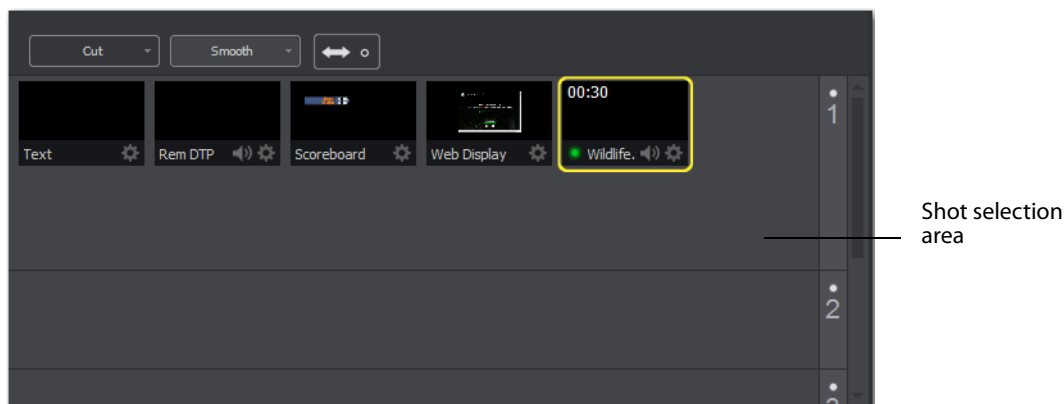 Cut
Smooth
00:30
Text
Rem DTP
Scoreboard
Web Display
Wildlife.
1
Shot selection
area
2